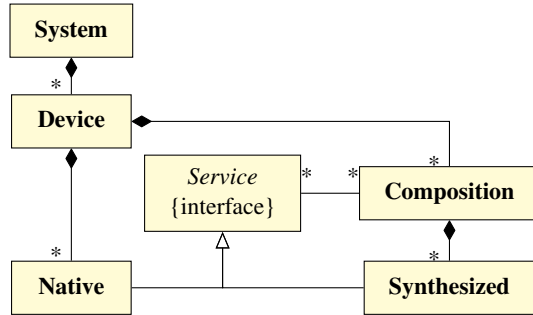 System
*
Device
*
Service
{interface}
* *
Composition
*
*
Native
Synthesized